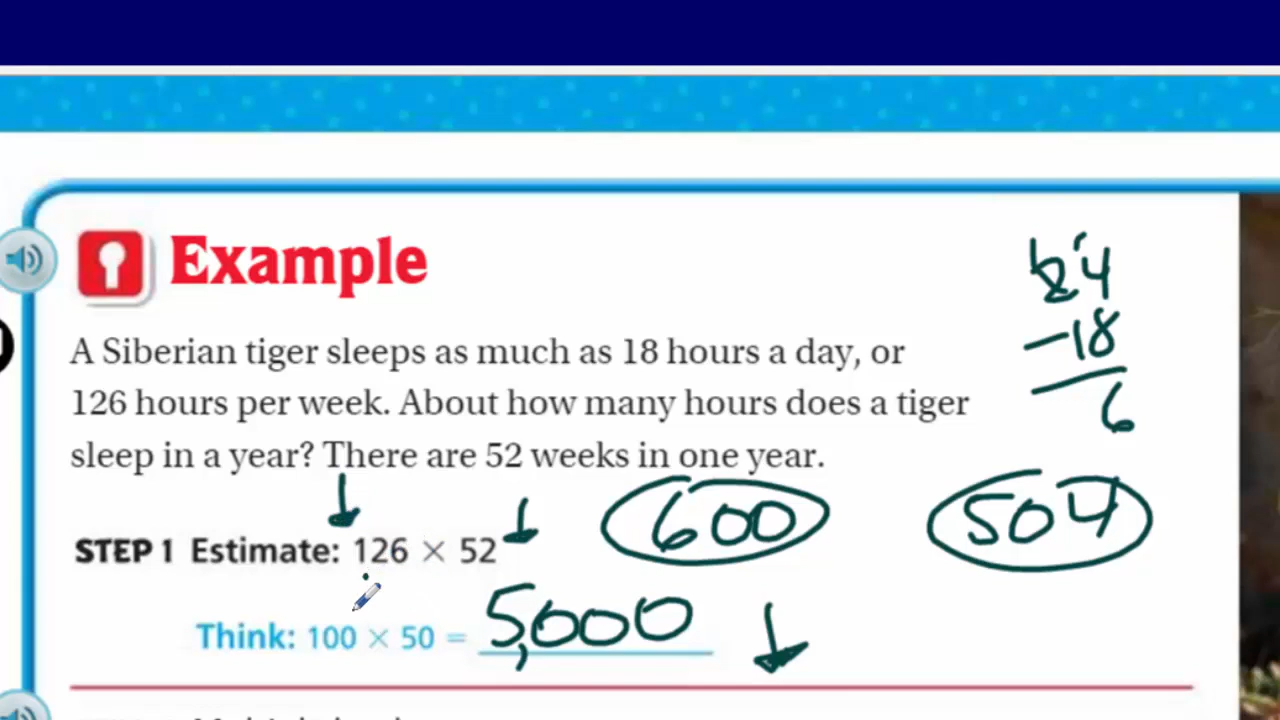 Example
A Siberian tiger sleeps as much as 18 hours a day, or
126 hours per week. About how many hours does a tiger
sleep in a year? There are 52 weeks in one year.
24
-18
6
600
504
STEP 1 Estimate: 126 × 52
Think: 100 × 50 = 5,000